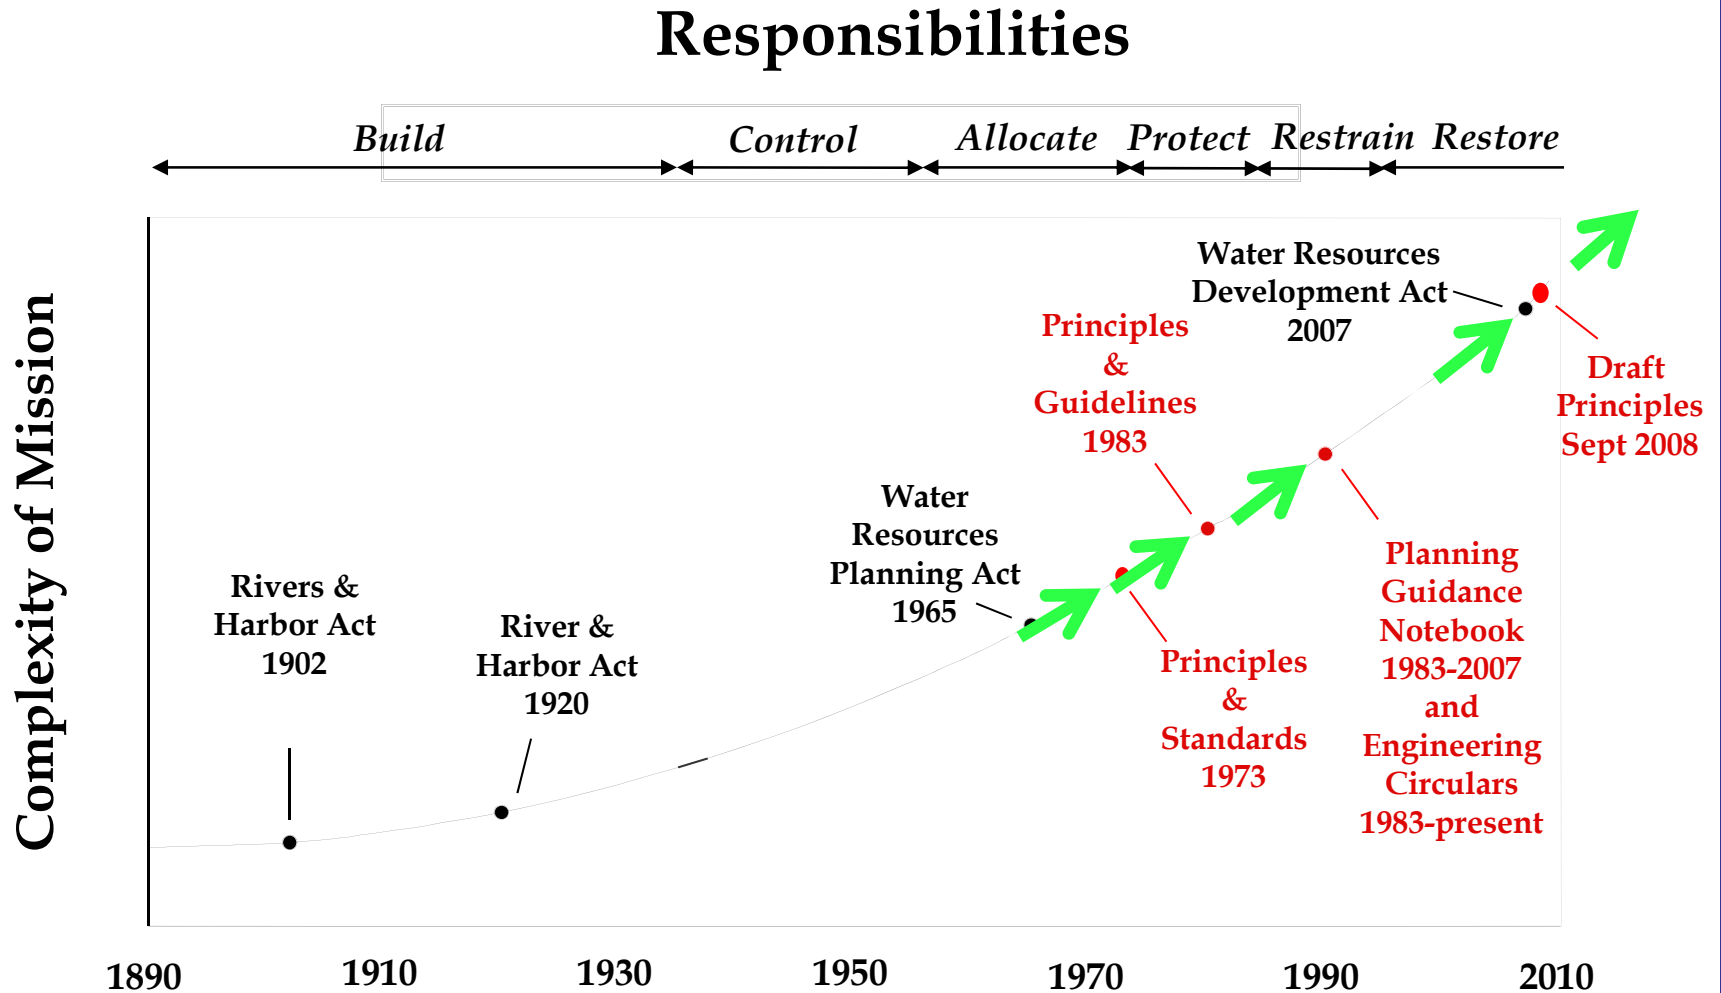 Responsibilities
Build Control Allocate Protect Restrain Restore
Complexity of Mission
Rivers &
Harbor Act
1902
River &
Harbor Act
1920
Water
Resources
Planning Act
1965
Principles
&
Guidelines
1983
Water Resources
Development Act
2007
Draft
Principles
Sept 2008
Principles
&
Standards
1973
Planning
Guidance
Notebook
1983-2007
and
Engineering
Circulars
1983-present
1890 1910 1930 1950 1970 1990 2010